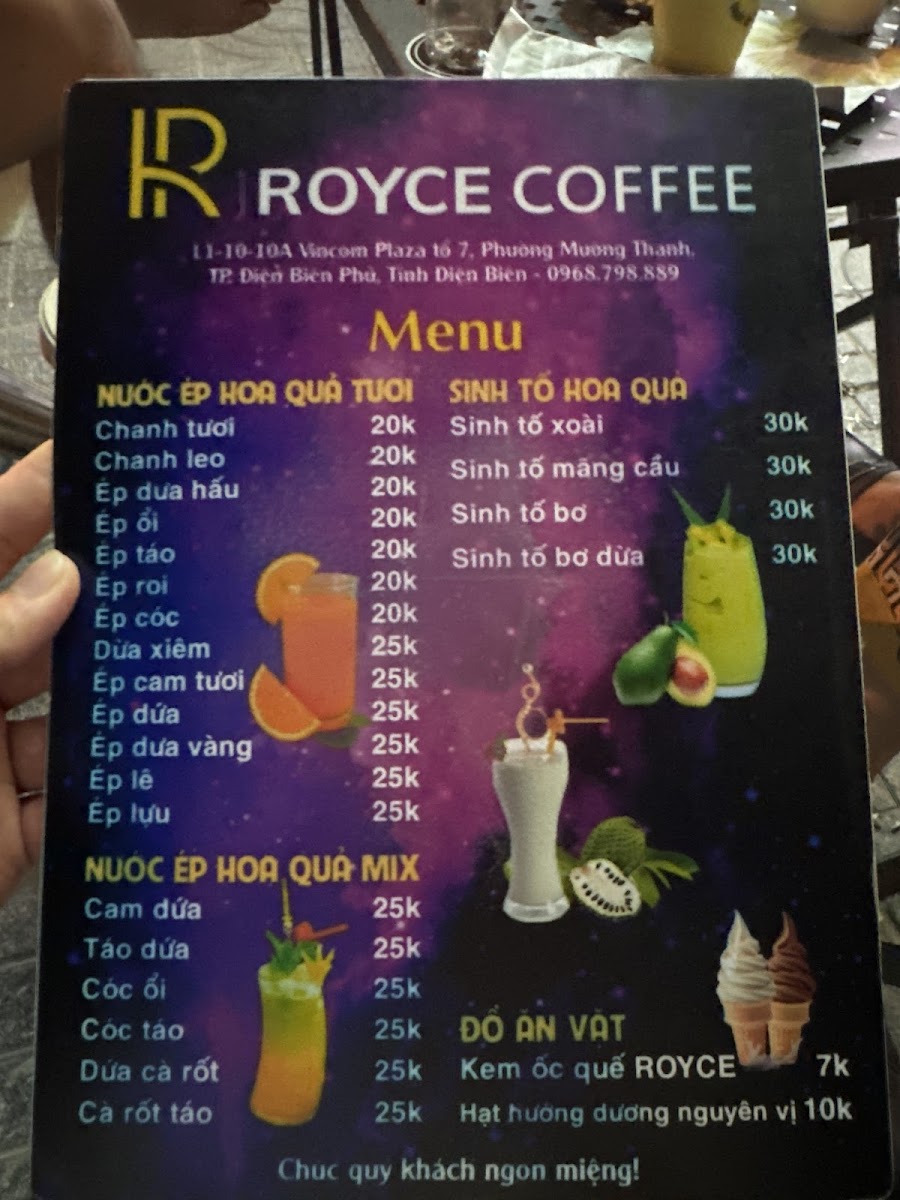 R
ROYCE COFFEE
L1-10-10A Vincom Plaza tổ 7, Phường Mường Thanh,
TP. Điện Biên Phủ, Tỉnh Điện Biên - 0968.798.889
Menu
NƯỚC ÉP HOA QUẢ TƯƠI
Chanh tươi 20k
Chanh leo 20k
Ép dưa hấu 20k
Ép ổi 20k
Ép táo 20k
Ép roi 20k
Ép cóc 20k
Dừa xiêm 25k
Ép cam tươi 25k
Ép dứa 25k
Ép dưa vàng 25k
Ép lê 25k
Ép lựu 25k
NƯỚC ÉP HOA QUẢ MIX
Cam dứa 25k
Táo dứa 25k
Cóc ổi 25k
Cóc táo 25k
Dứa cà rốt 25k
Cà rốt táo 25k
SINH TỐ HOA QUẢ
Sinh tố xoài 30k
Sinh tố mãng cầu 30k
Sinh tố bơ 30k
Sinh tố bơ dừa 30k
ĐỒ ĂN VẶT
Kem ốc quế ROYCE 7k
Hạt hướng dương nguyên vị 10k
Chuc quy khách ngon miệng!